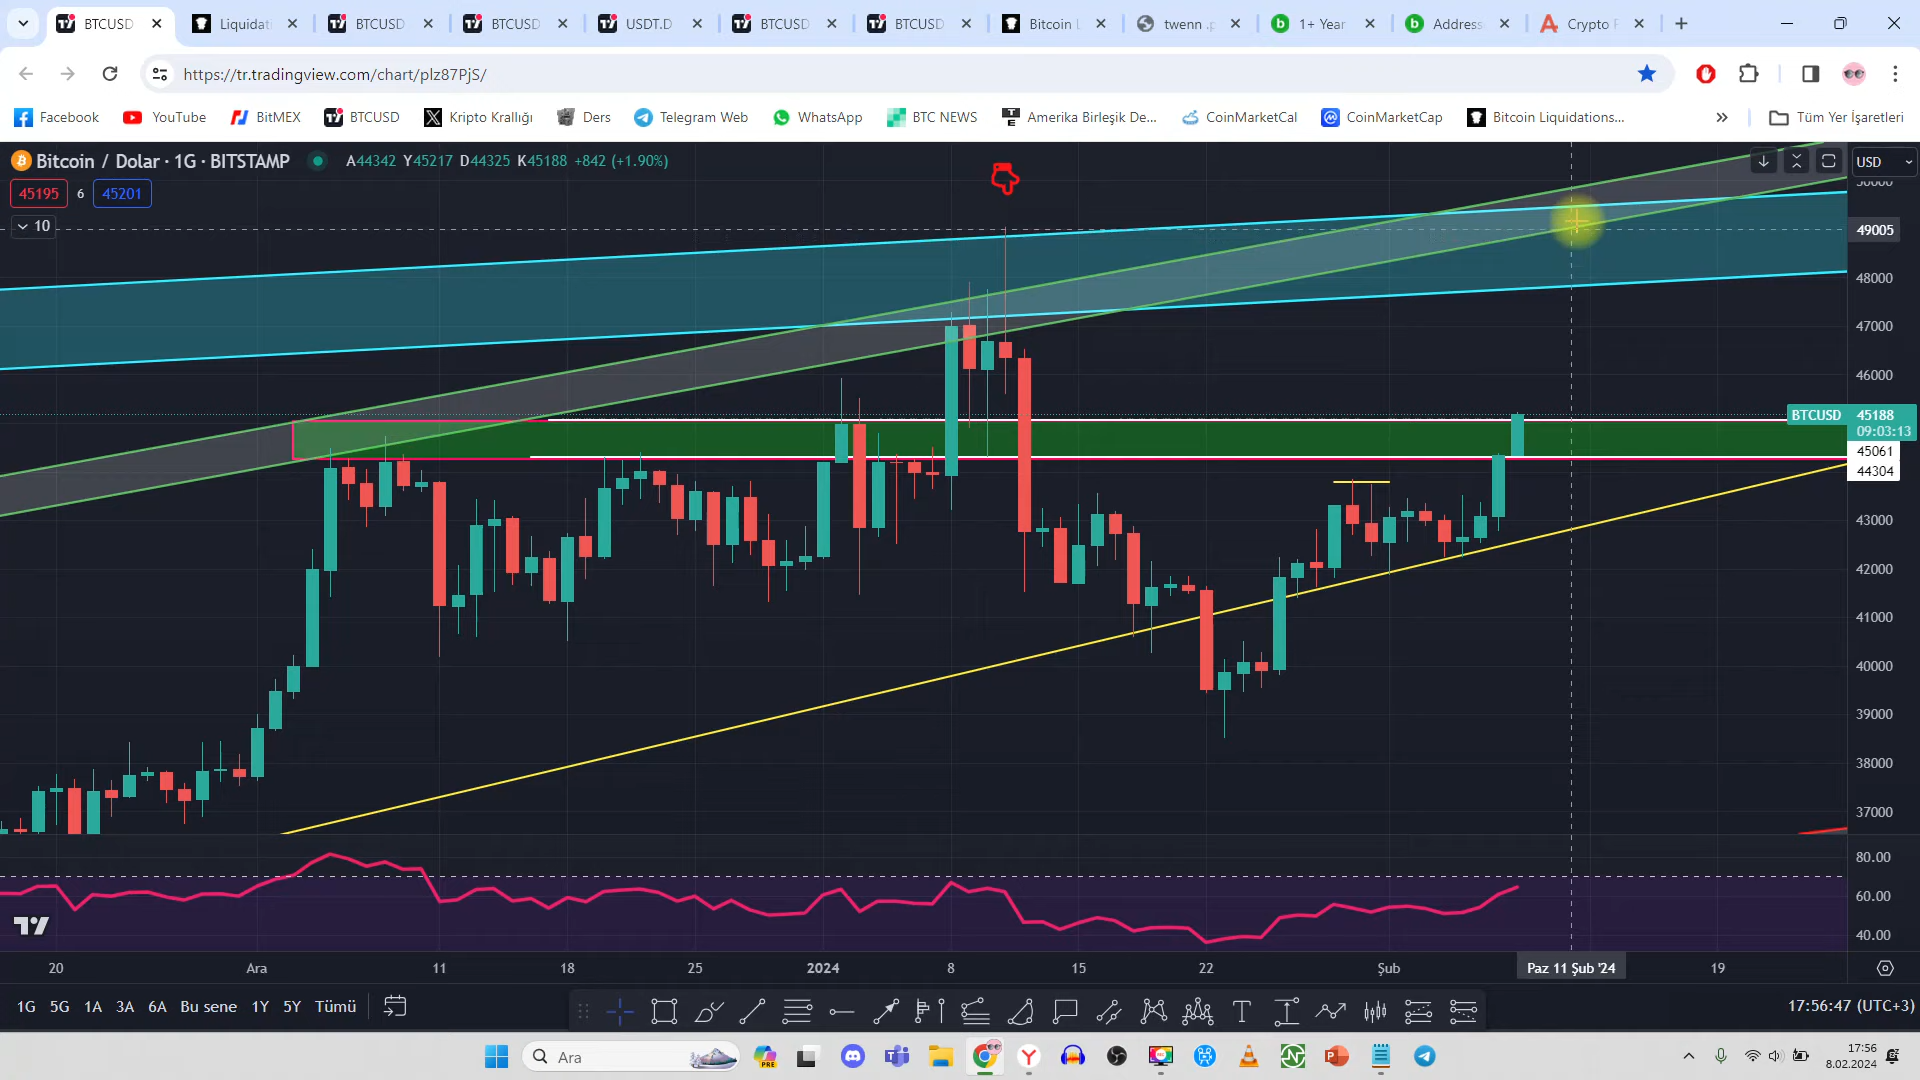 BTCUSD
Liquidati
BTCUSD
BTCUSD
USDT.D
BTCUSD
BTCUSD
Bitcoin L
twenn .p
1+ Year
Address
Crypto F
https://tr.tradingview.com/chart/plz87PjS/
Facebook
YouTube
BitMEX
BTCUSD
Kripto Krallığı
Ders
Telegram Web
WhatsApp
BTC NEWS
Amerika Birleşik De...
CoinMarketCal
CoinMarketCap
Bitcoin Liquidations...
Tüm Yer İşaretleri
Bitcoin / Dolar · 1G · BITSTAMP
A44342 Y45217 D44325 K45188 +842 (+1.90%)
USD
45195 6 45201
10
50000
49005
48000
47000
46000
BTCUSD 45188
09:03:13
45061
44304
43000
42000
41000
40000
39000
38000
37000
80.00
60.00
40.00
20 Ara 11 18 25 2024 8 15 22 Şub Paz 11 Şub '24 19
1G 5G 1A 3A 6A Bu sene 1Y 5Y Tümü
17:56:47 (UTC+3)
Ara
PRE
17:56
8.02.2024